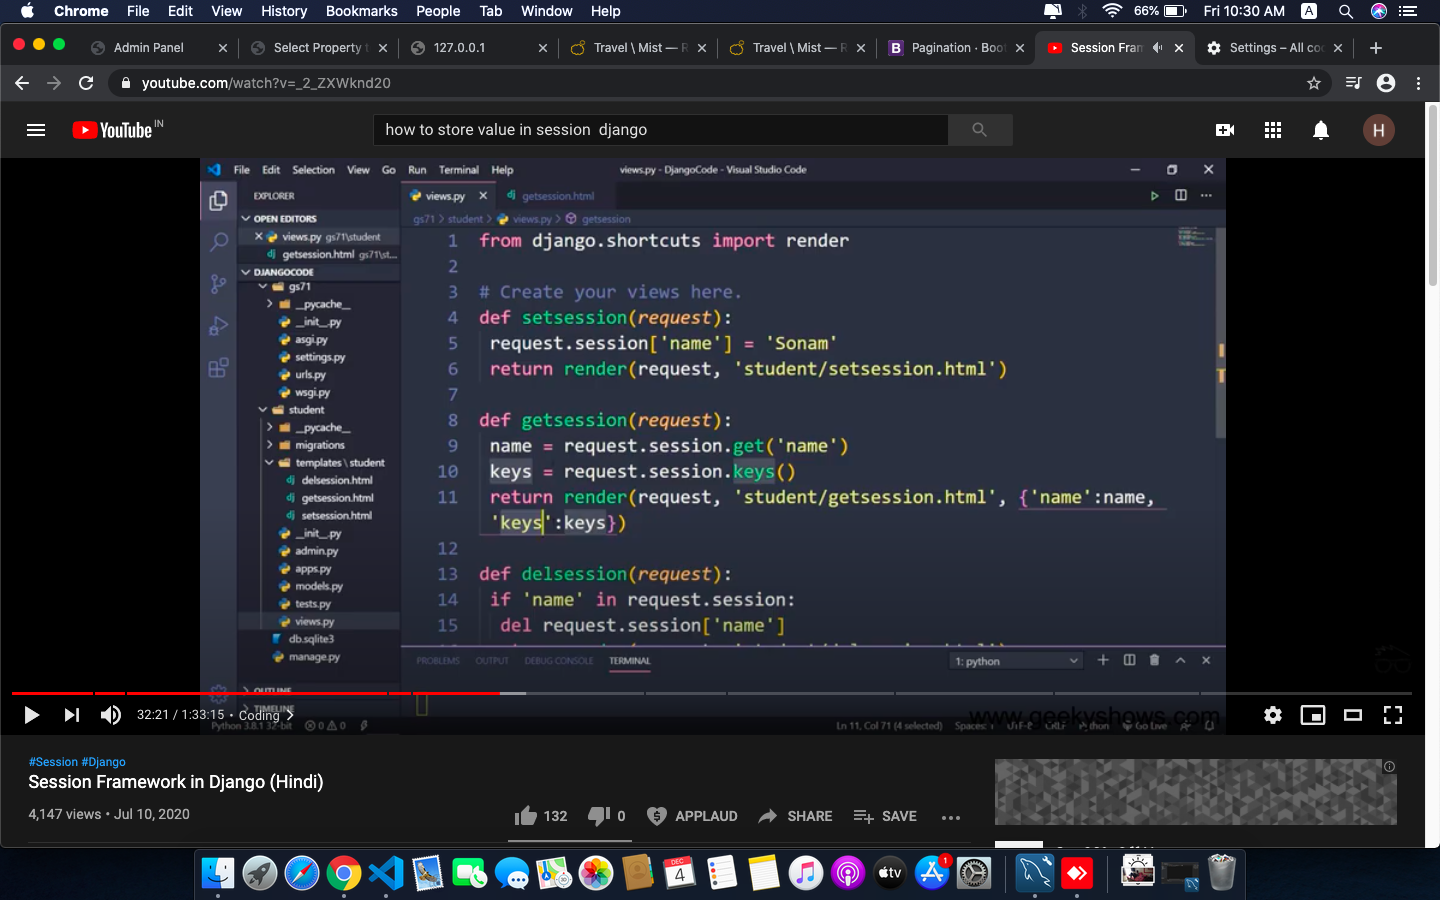 Chrome File Edit View History Bookmarks People Tab Window Help 66% Fri 10:30 AM A
Admin Panel Select Property t 127.0.0.1 Travel \ Mist — R Travel \ Mist — R Pagination · Boo Session Fram Settings – All co
youtube.com/watch?v=_2_ZXWknd20
YouTube IN how to store value in session django H
File Edit Selection View Go Run Terminal Help views.py - DjangoCode - Visual Studio Code
EXPLORER views.py getsession.html
OPEN EDITORS gs71 > student > views.py > getsession
views.py gs71\student
getsession.html gs71\st...
DJANGOCODE
gs71
__pycache__
__init__.py
asgi.py
settings.py
urls.py
wsgi.py
student
__pycache__
migrations
templates \ student
delsession.html
getsession.html
setsession.html
__init__.py
admin.py
apps.py
models.py
tests.py
views.py
db.sqlite3
manage.py
OUTLINE
TIMELINE
1 from django.shortcuts import render
2
3 # Create your views here.
4 def setsession(request):
5 request.session['name'] = 'Sonam'
6 return render(request, 'student/setsession.html')
7
8 def getsession(request):
9 name = request.session.get('name')
10 keys = request.session.keys()
11 return render(request, 'student/getsession.html', {'name':name,
'keys':keys})
12
13 def delsession(request):
14 if 'name' in request.session:
15 del request.session['name']
PROBLEMS OUTPUT DEBUG CONSOLE TERMINAL 1: python
www.geekyshows.com
Python 3.8.1 32-bit 0 0 Ln 11, Col 71 (4 selected) Spaces: 1 UTF-8 CRLF Python Go Live
32:21 / 1:33:15 • Coding >
#Session #Django
Session Framework in Django (Hindi)
4,147 views • Jul 10, 2020 132 0 APPLAUD SHARE SAVE
DEC
4
tv
1